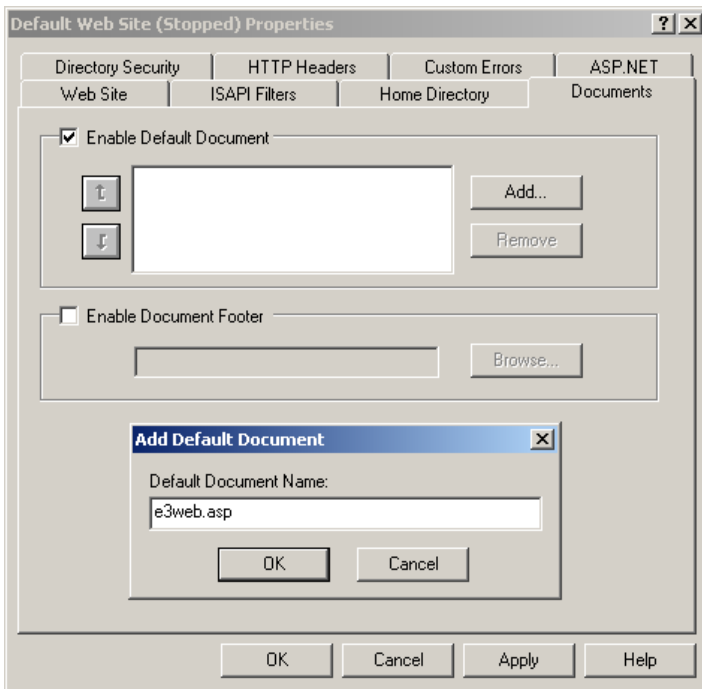 Default Web Site (Stopped) Properties
Directory Security HTTP Headers Custom Errors ASP.NET
Web Site ISAPI Filters Home Directory Documents
Enable Default Document
Add...
Remove
Enable Document Footer
Browse...
Add Default Document
Default Document Name:
e3web.asp
OK Cancel
OK Cancel Apply Help